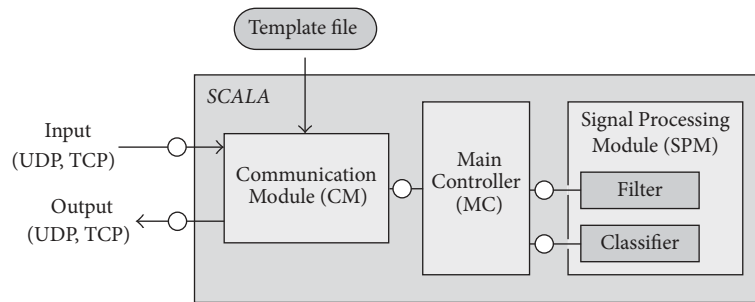 Template file
SCALA
Input
(UDP, TCP)
Output
(UDP, TCP)
Communication
Module (CM)
Main
Controller
(MC)
Signal Processing
Module (SPM)
Filter
Classifier